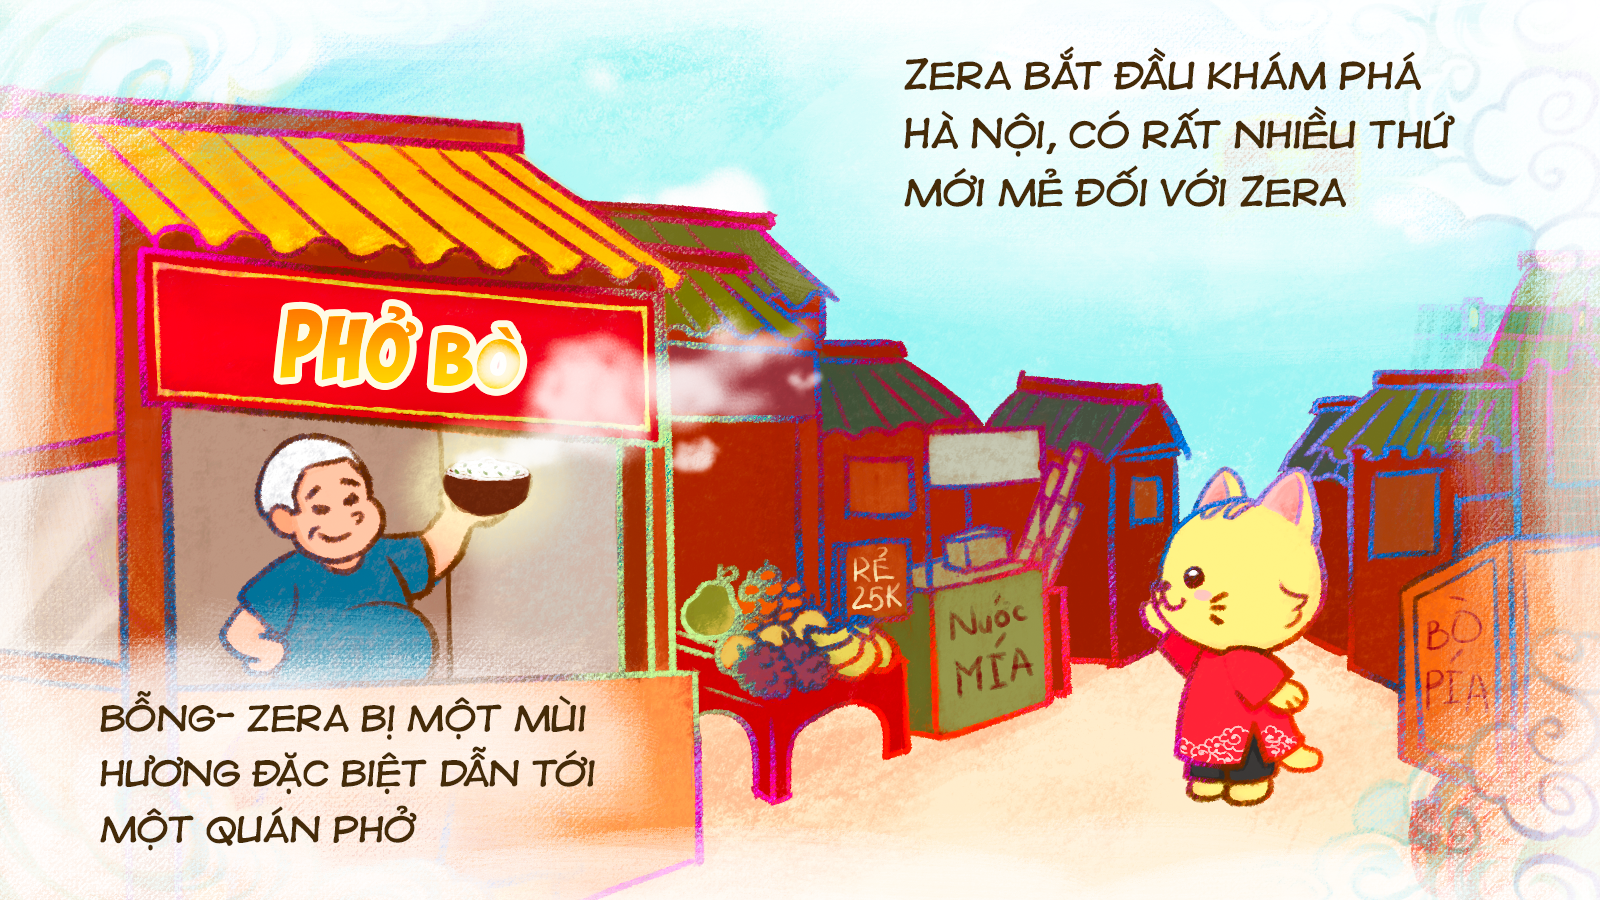 ZERA BẮT ĐẦU KHÁM PHÁ
HÀ NỘI, CÓ RẤT NHIỀU THỨ
MỚI MẺ ĐỐI VỚI ZERA
PHỞ BÒ
RẺ
25K
NƯỚC
MÍA
BÒ
PÍA
BỖNG- ZERA BỊ MỘT MÙI
HƯƠNG ĐẶC BIỆT DẪN TỚI
MỘT QUÁN PHỞ